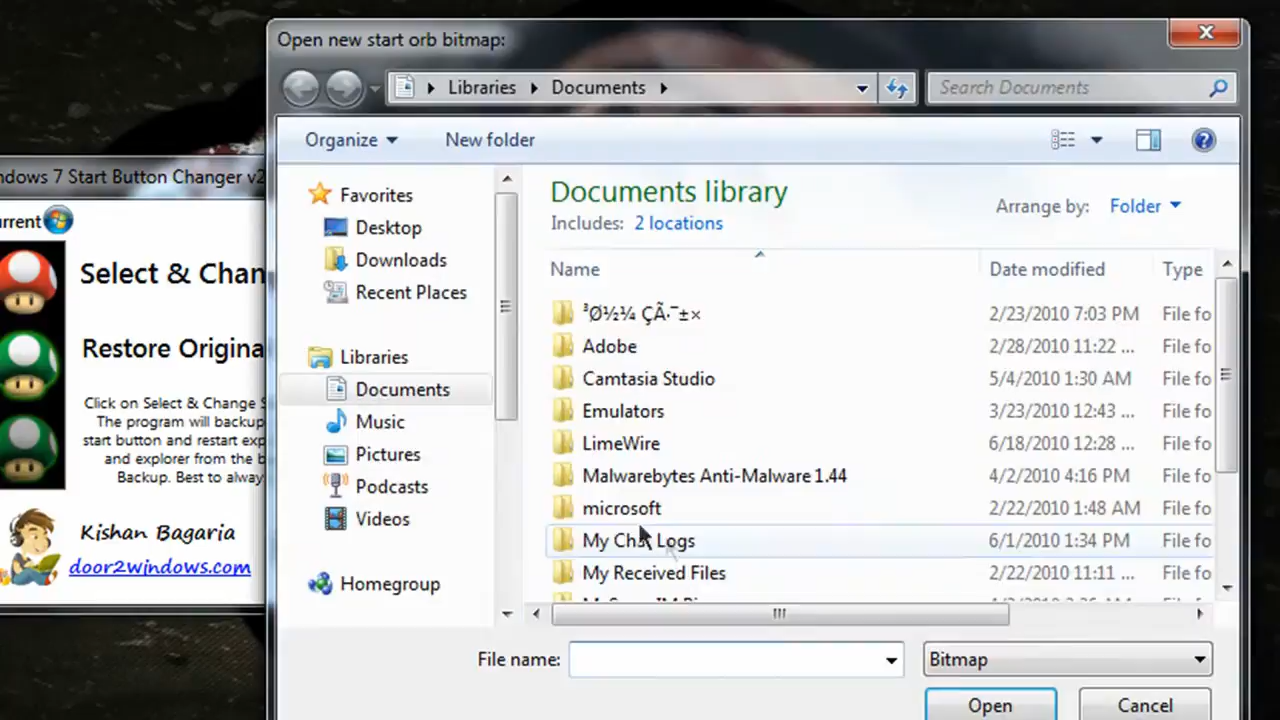 Open new start orb bitmap:
Libraries Documents
Search Documents
Organize New folder
Favorites
Desktop
Downloads
Recent Places
Libraries
Documents
Music
Pictures
Podcasts
Videos
Homegroup
Documents library
Includes: 2 locations
Arrange by: Folder
Name Date modified Type
³Ø½¼ ÇÃ·¯±× 2/23/2010 7:03 PM File fo
Adobe 2/28/2010 11:22 ... File fo
Camtasia Studio 5/4/2010 1:30 AM File fo
Emulators 3/23/2010 12:43 ... File fo
LimeWire 6/18/2010 12:28 ... File fo
Malwarebytes Anti-Malware 1.44 4/2/2010 4:16 PM File fo
microsoft 2/22/2010 1:48 AM File fo
My Chat Logs 6/1/2010 1:34 PM File fo
My Received Files 2/22/2010 11:11 ... File fo
File name: Bitmap
Open Cancel
ndows 7 Start Button Changer v2
urrent
Select & Chan
Restore Origina
Click on Select & Change S
The program will backup
start button and restart exp
and explorer from the b
Backup. Best to alway
Kishan Bagaria
door2windows.com